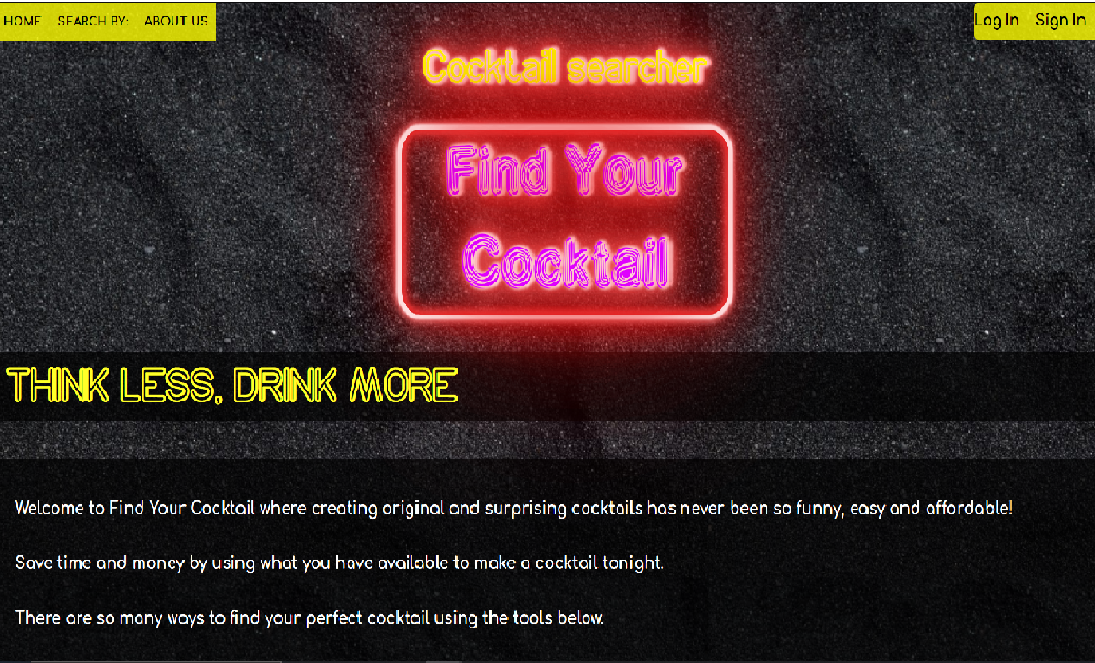 HOME SEARCH BY: ABOUT US Log In Sign In
Cocktail searcher
Find Your
Cocktail
THINK LESS, DRINK MORE
Welcome to Find Your Cocktail where creating original and surprising cocktails has never been so funny, easy and affordable!
Save time and money by using what you have available to make a cocktail tonight.
There are so many ways to find your perfect cocktail using the tools below.